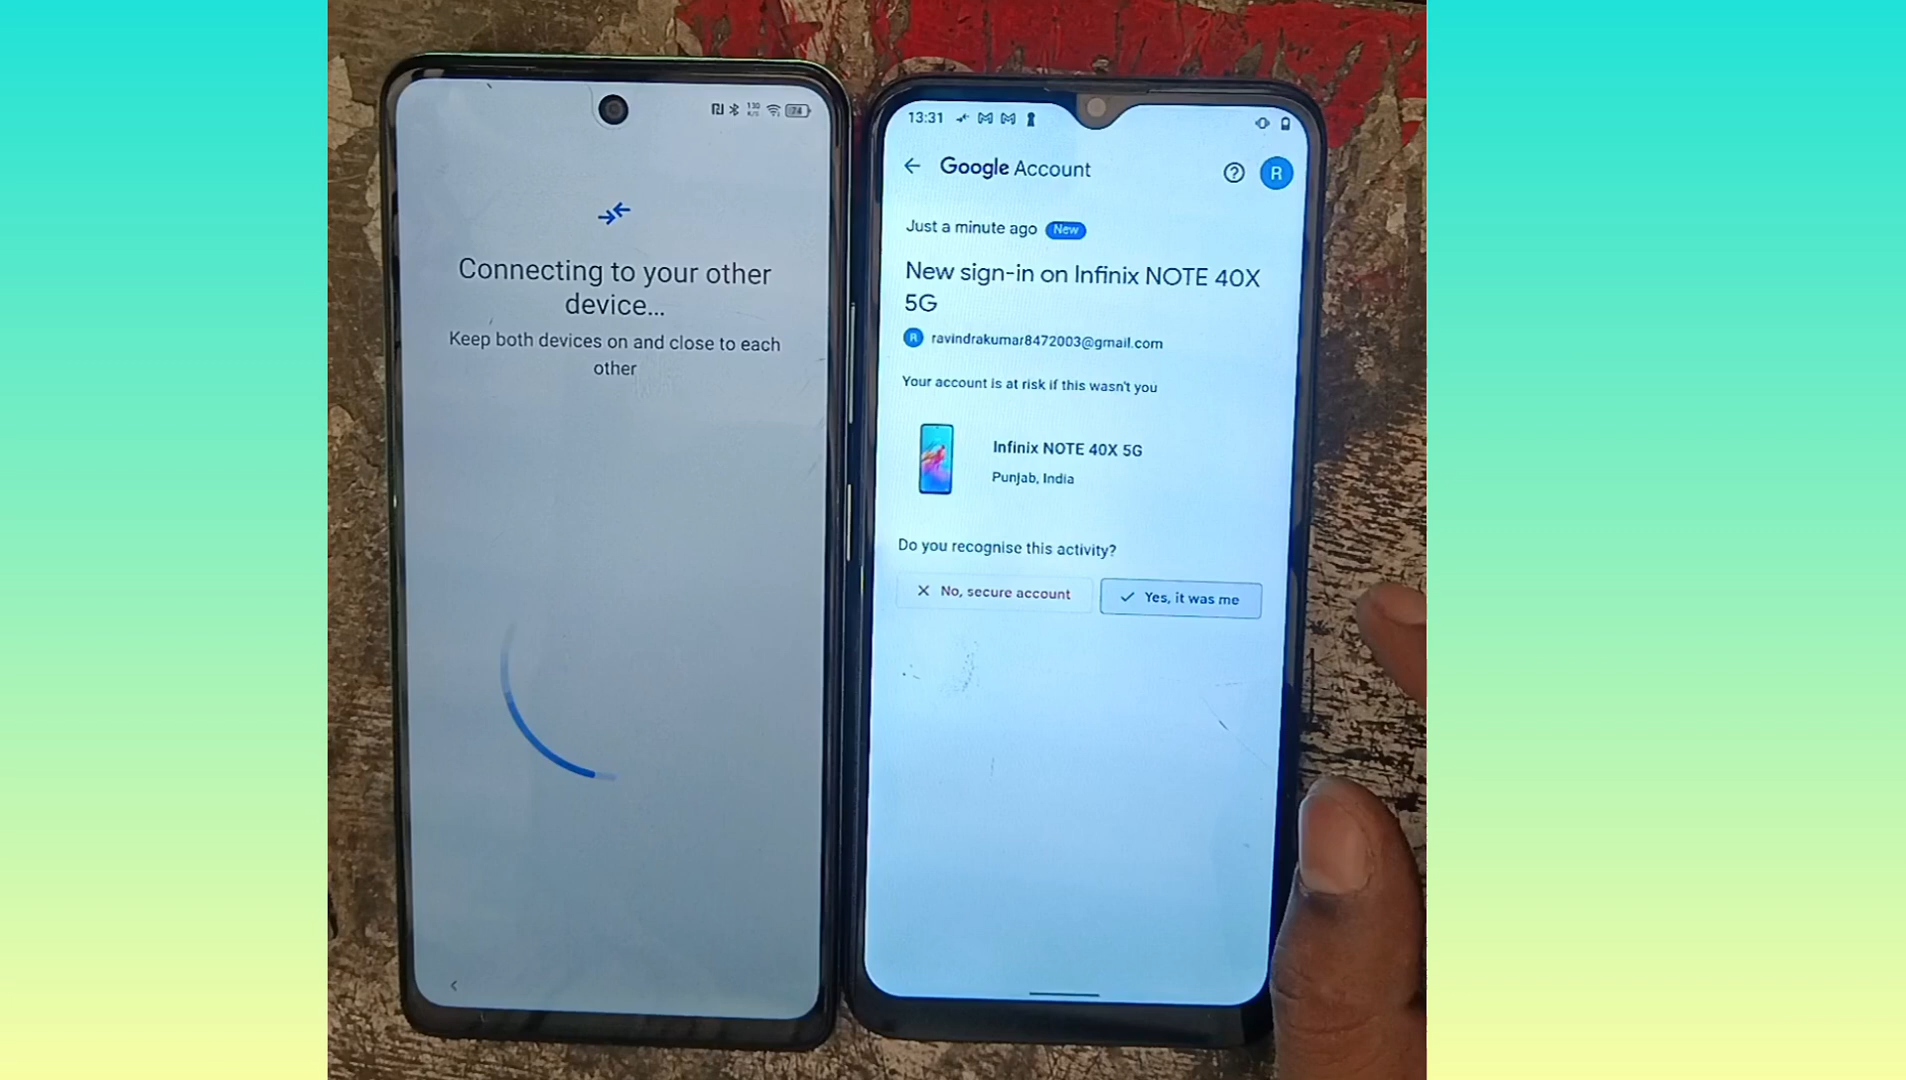 Connecting to your other
device...
Keep both devices on and close to each
other
13:31
Google Account
R
Just a minute ago New
New sign-in on Infinix NOTE 40X
5G
R ravindrakumar8472003@gmail.com
Your account is at risk if this wasn't you
Infinix NOTE 40X 5G
Punjab, India
Do you recognise this activity?
No, secure account
Yes, it was me